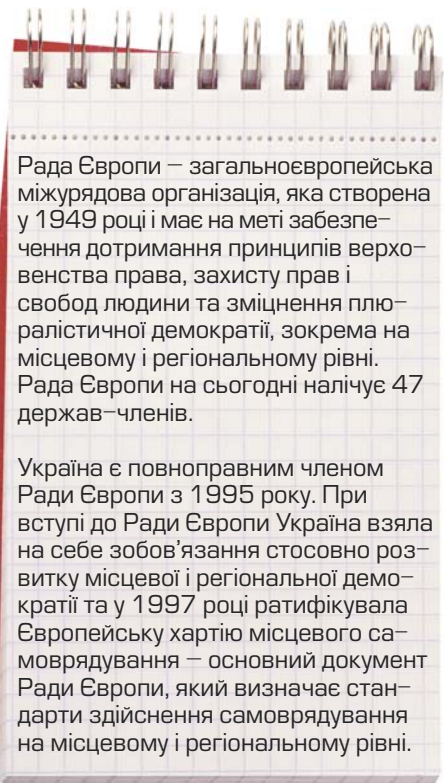 Рада Європи – загальноєвропейська
міжурядова організація, яка створена
у 1949 році і має на меті забезпе–
чення дотримання принципів верхо–
венства права, захисту прав і
свобод людини та зміцнення плю–
ралістичної демократії, зокрема на
місцевому і регіональному рівні.
Рада Європи на сьогодні налічує 47
держав–членів.

Україна є повноправним членом
Ради Європи з 1995 року. При
вступі до Ради Європи Україна взяла
на себе зобов'язання стосовно роз–
витку місцевої і регіональної демо–
кратії та у 1997 році ратифікувала
Європейську хартію місцевого са–
моврядування – основний документ
Ради Європи, який визначає стан–
дарти здійснення самоврядування
на місцевому і регіональному рівні.